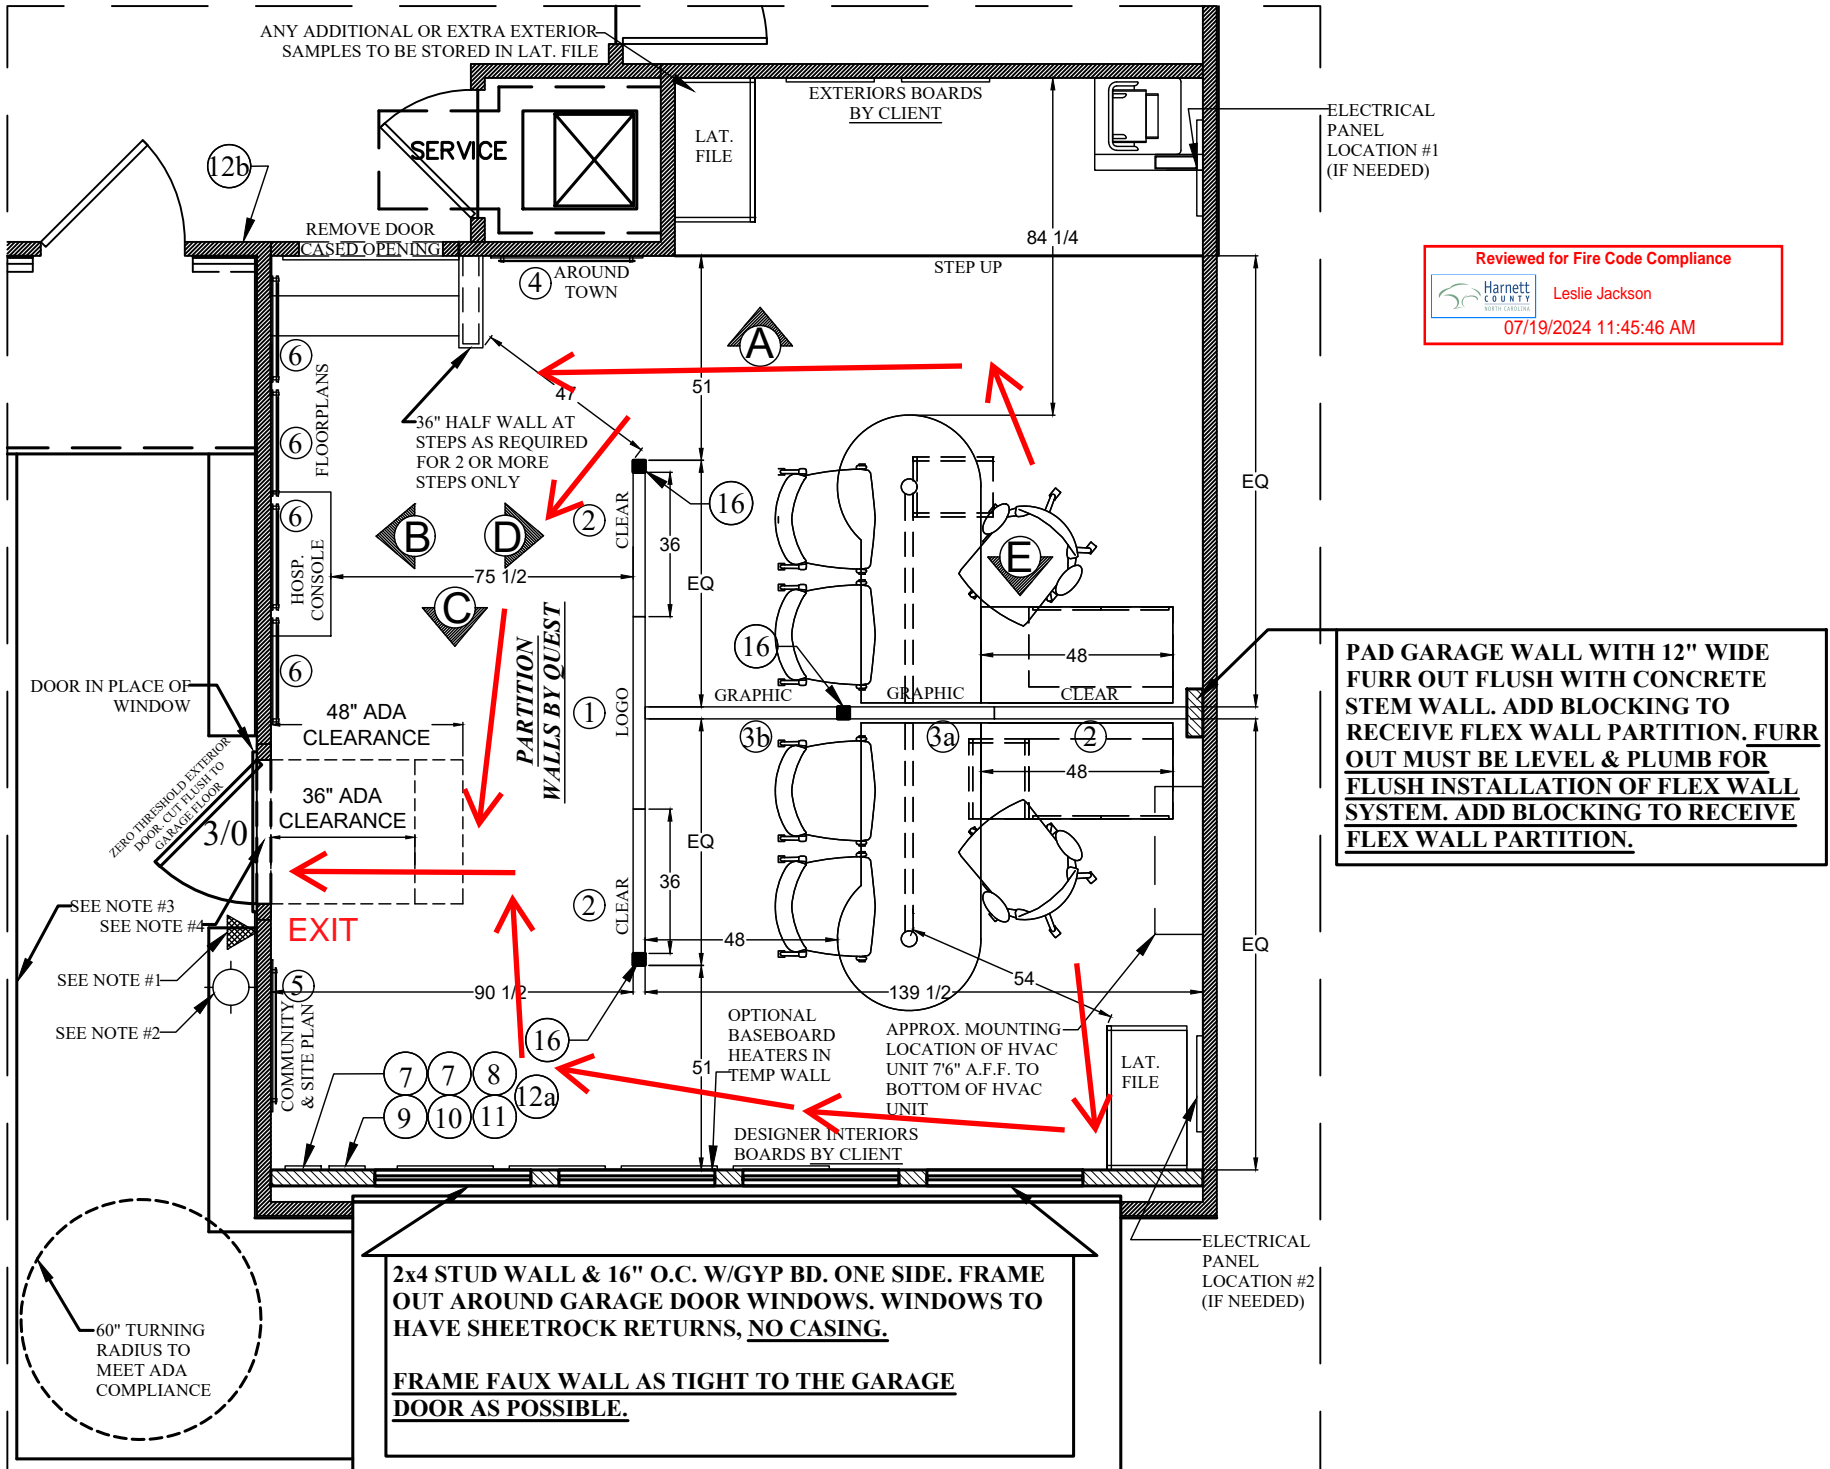 ANY ADDITIONAL OR EXTRA EXTERIOR
SAMPLES TO BE STORED IN LAT. FILE
EXTERIORS BOARDS
BY CLIENT
ELECTRICAL
PANEL
LOCATION #1
(IF NEEDED)
LAT.
FILE
SERVICE
12b
REMOVE DOOR
CASED OPENING
84 1/4
STEP UP
4
AROUND
TOWN
Reviewed for Fire Code Compliance
Harnett
COUNTY
NORTH CAROLINA
Leslie Jackson
07/19/2024 11:45:46 AM
A
6
FLOORPLANS
6
47
51
36" HALF WALL AT
STEPS AS REQUIRED
FOR 2 OR MORE
STEPS ONLY
EQ
16
6
HOSP.
CONSOLE
B
D
2
CLEAR
36
E
75 1/2
EQ
C
PARTITION
WALLS BY QUEST
16
48
6
DOOR IN PLACE OF
WINDOW
GRAPHIC
GRAPHIC
CLEAR
1
LOGO
3b
3a
2
PAD GARAGE WALL WITH 12" WIDE
FURR OUT FLUSH WITH CONCRETE
STEM WALL. ADD BLOCKING TO
RECEIVE FLEX WALL PARTITION. FURR
OUT MUST BE LEVEL & PLUMB FOR
FLUSH INSTALLATION OF FLEX WALL
SYSTEM. ADD BLOCKING TO RECEIVE
FLEX WALL PARTITION.
48" ADA
CLEARANCE
48
ZERO THRESHOLD EXTERIOR
DOOR. CUT FLUSH TO
GARAGE FLOOR
36" ADA
CLEARANCE
3/0
EQ
36
2
CLEAR
SEE NOTE #3
SEE NOTE #4
EXIT
48
EQ
SEE NOTE #1
54
5
COMMUNITY
& SITE PLAN
90 1/2
139 1/2
SEE NOTE #2
16
OPTIONAL
BASEBOARD
HEATERS IN
TEMP WALL
APPROX. MOUNTING
LOCATION OF HVAC
UNIT 7'6" A.F.F. TO
BOTTOM OF HVAC
UNIT
51
LAT.
FILE
7
7
8
12a
9
10
11
DESIGNER INTERIORS
BOARDS BY CLIENT
ELECTRICAL
PANEL
LOCATION #2
(IF NEEDED)
2x4 STUD WALL & 16" O.C. W/GYP BD. ONE SIDE. FRAME
OUT AROUND GARAGE DOOR WINDOWS. WINDOWS TO
HAVE SHEETROCK RETURNS, NO CASING.
FRAME FAUX WALL AS TIGHT TO THE GARAGE
DOOR AS POSSIBLE.
60" TURNING
RADIUS TO
MEET ADA
COMPLIANCE